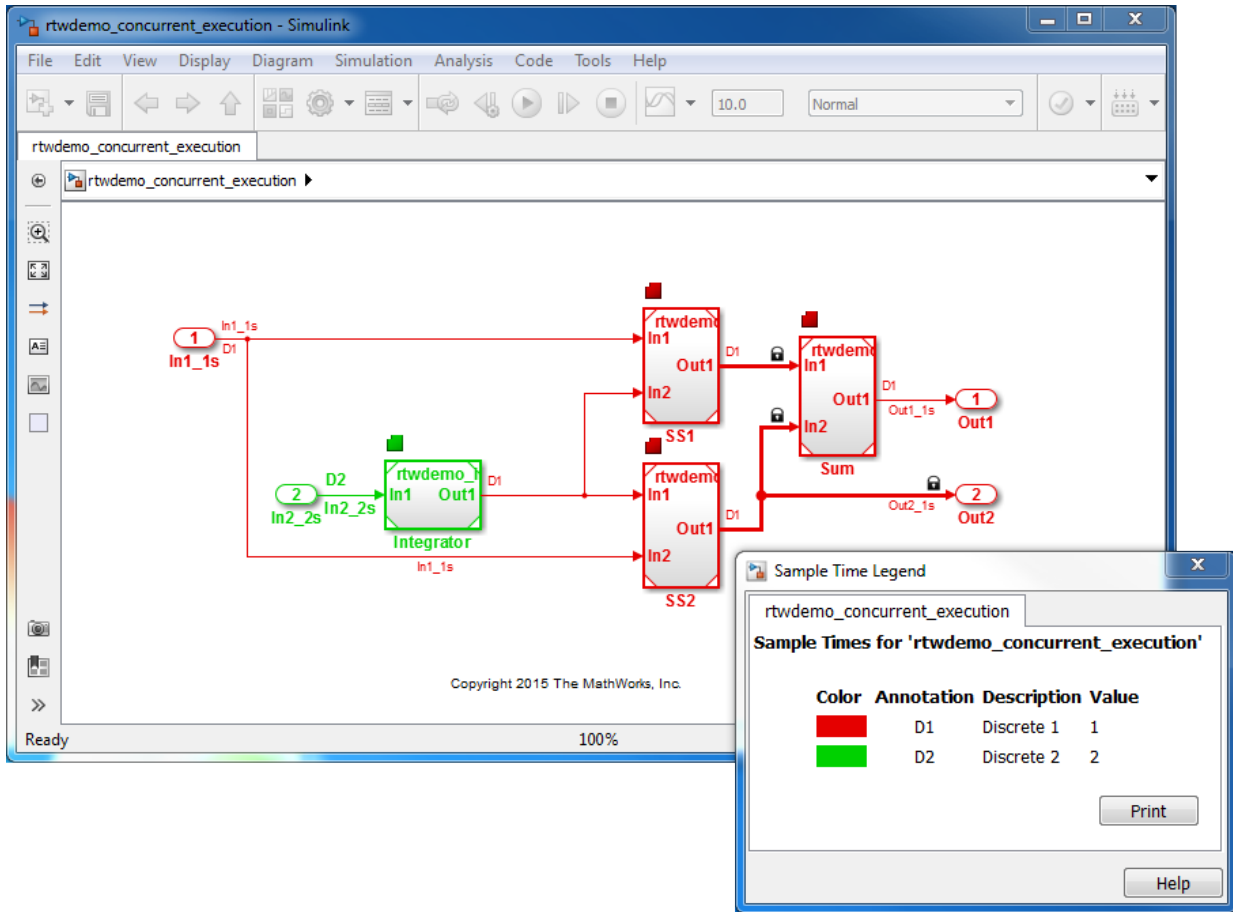 rtwdemo_concurrent_execution - Simulink
File Edit View Display Diagram Simulation Analysis Code Tools Help
10.0 Normal
rtwdemo_concurrent_execution
rtwdemo_concurrent_execution
1
In1_1s
In1_1s
D1
rtwdemo
In1
Out1
In2
SS1
D1
rtwdemo
In1
Out1
In2
Sum
D1
Out1_1s
1
Out1
2
In2_2s
D2
In2_2s
rtwdemo_
In1 Out1
Integrator
D1
In1_1s
rtwdemo
In1
Out1
In2
SS2
D1
Out2_1s
2
Out2
Copyright 2015 The MathWorks, Inc.
Ready 100%
Sample Time Legend
rtwdemo_concurrent_execution
Sample Times for 'rtwdemo_concurrent_execution'
Color Annotation Description Value
D1 Discrete 1 1
D2 Discrete 2 2
Print
Help